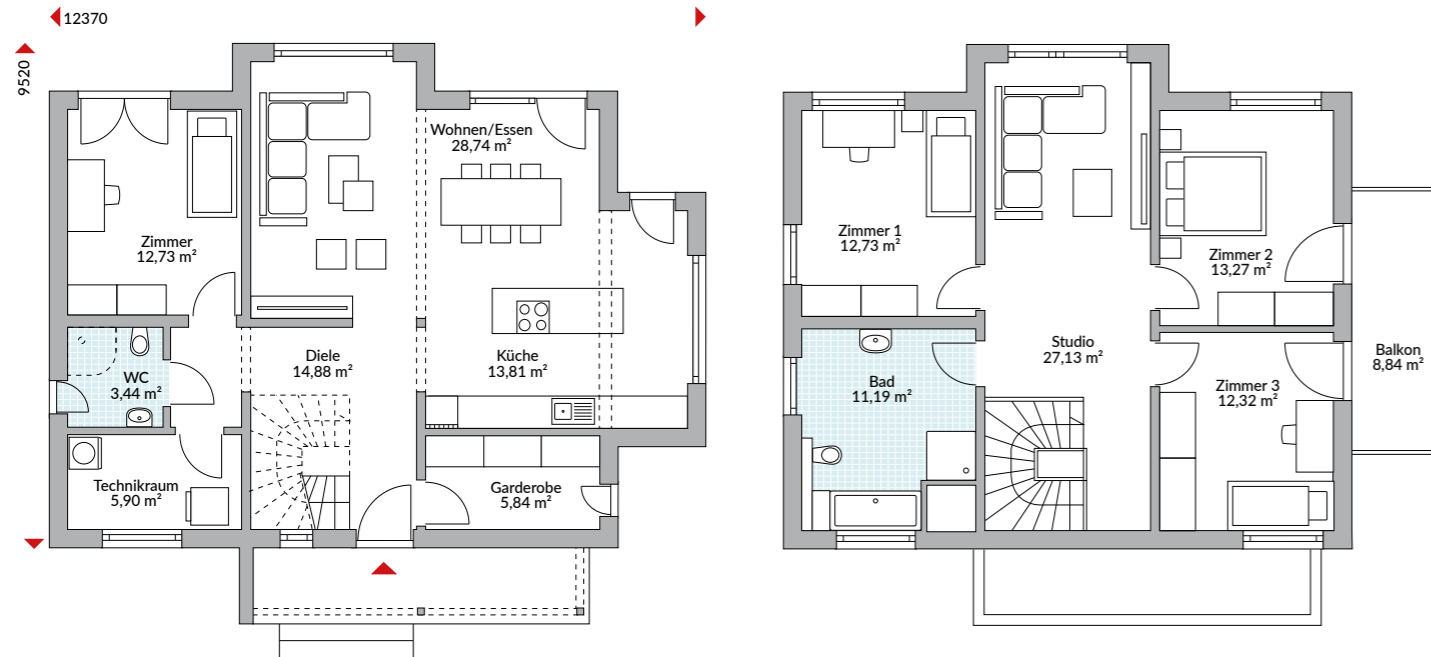 12370
9520
Wohnen/Essen
28,74 m²
Zimmer
12,73 m²
Diele
14,88 m²
Küche
13,81 m²
WC
3,44 m²
Technikraum
5,90 m²
Garderobe
5,84 m²
Zimmer 1
12,73 m²
Zimmer 2
13,27 m²
Studio
27,13 m²
Balkon
8,84 m²
Bad
11,19 m²
Zimmer 3
12,32 m²